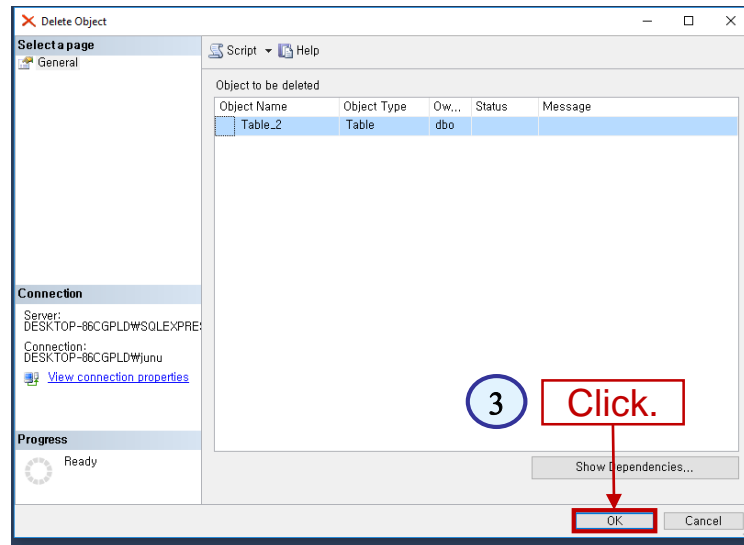 Delete Object
Select a page
General
Script Help
Object to be deleted
Object Name Object Type Ow... Status Message
Table_2 Table dbo
Connection
Server:
DESKTOP-86CGPLD₩SQLEXPRE
Connection:
DESKTOP-86CGPLD₩junu
View connection properties
Progress
Ready
3 Click.
Show Dependencies...
OK Cancel